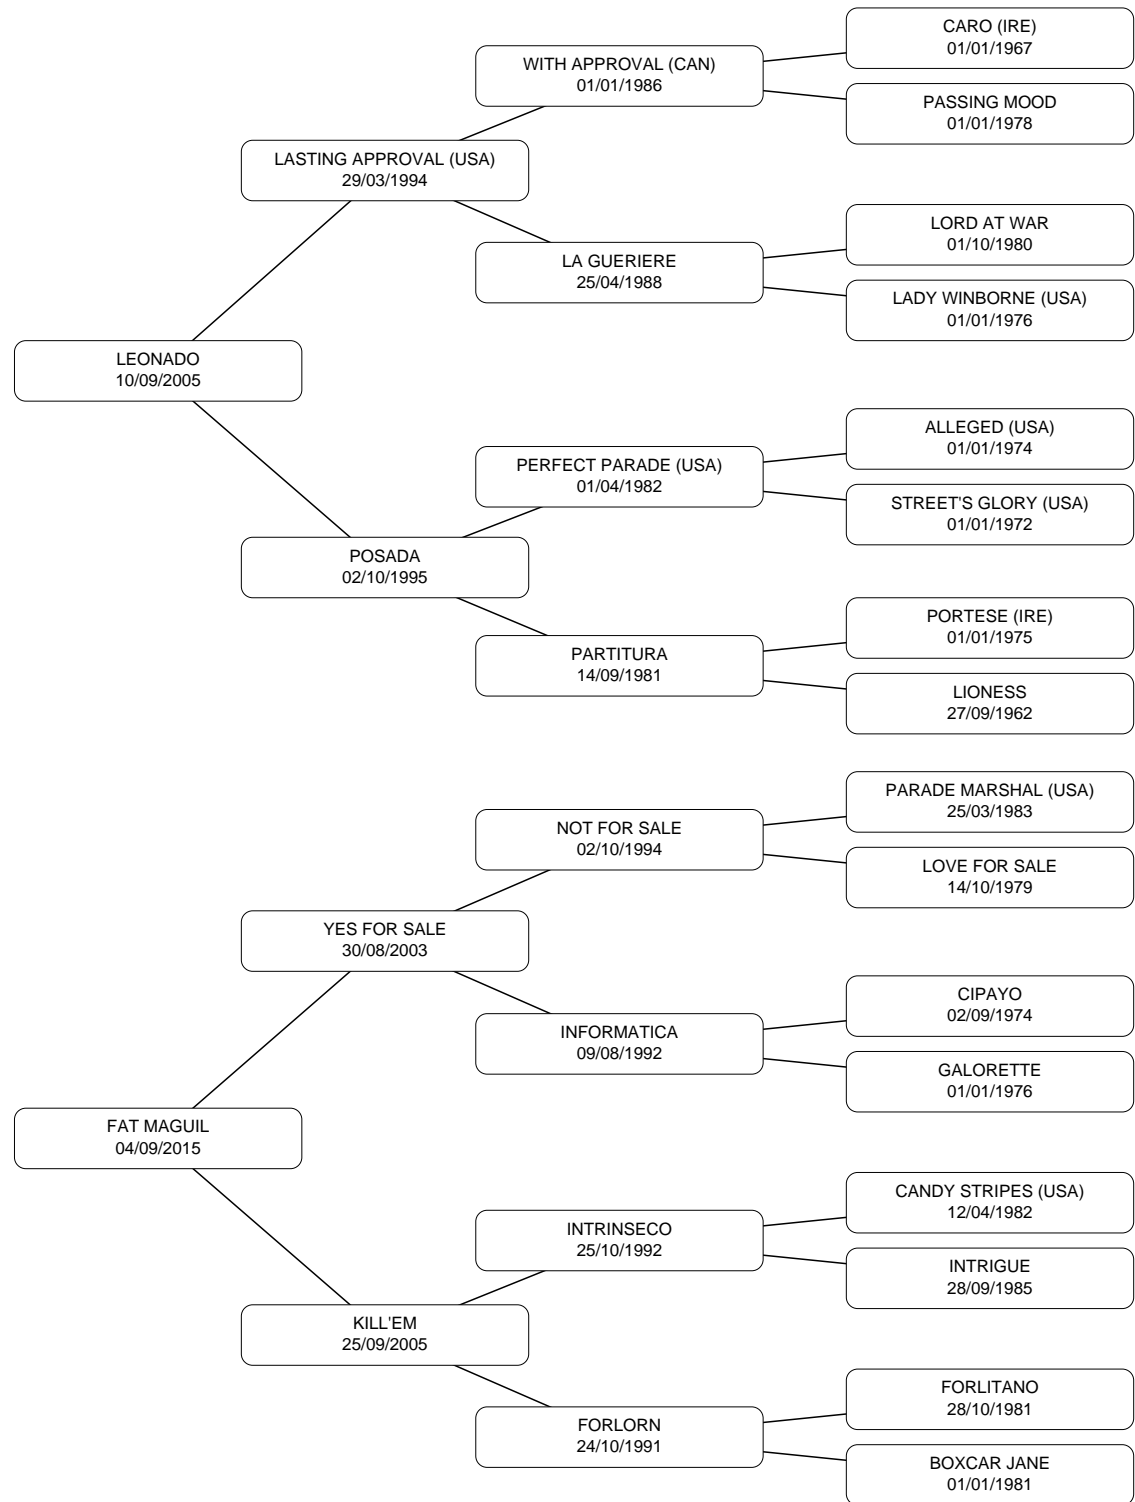 CARO (IRE)
01/01/1967
WITH APPROVAL (CAN)
01/01/1986
PASSING MOOD
01/01/1978
LASTING APPROVAL (USA)
29/03/1994
LORD AT WAR
01/10/1980
LA GUERIERE
25/04/1988
LADY WINBORNE (USA)
01/01/1976
LEONADO
10/09/2005
ALLEGED (USA)
01/01/1974
PERFECT PARADE (USA)
01/04/1982
STREET'S GLORY (USA)
01/01/1972
POSADA
02/10/1995
PORTESE (IRE)
01/01/1975
PARTITURA
14/09/1981
LIONESS
27/09/1962
PARADE MARSHAL (USA)
25/03/1983
NOT FOR SALE
02/10/1994
LOVE FOR SALE
14/10/1979
YES FOR SALE
30/08/2003
CIPAYO
02/09/1974
INFORMATICA
09/08/1992
GALORETTE
01/01/1976
FAT MAGUIL
04/09/2015
CANDY STRIPES (USA)
12/04/1982
INTRINSECO
25/10/1992
INTRIGUE
28/09/1985
KILL'EM
25/09/2005
FORLITANO
28/10/1981
FORLORN
24/10/1991
BOXCAR JANE
01/01/1981